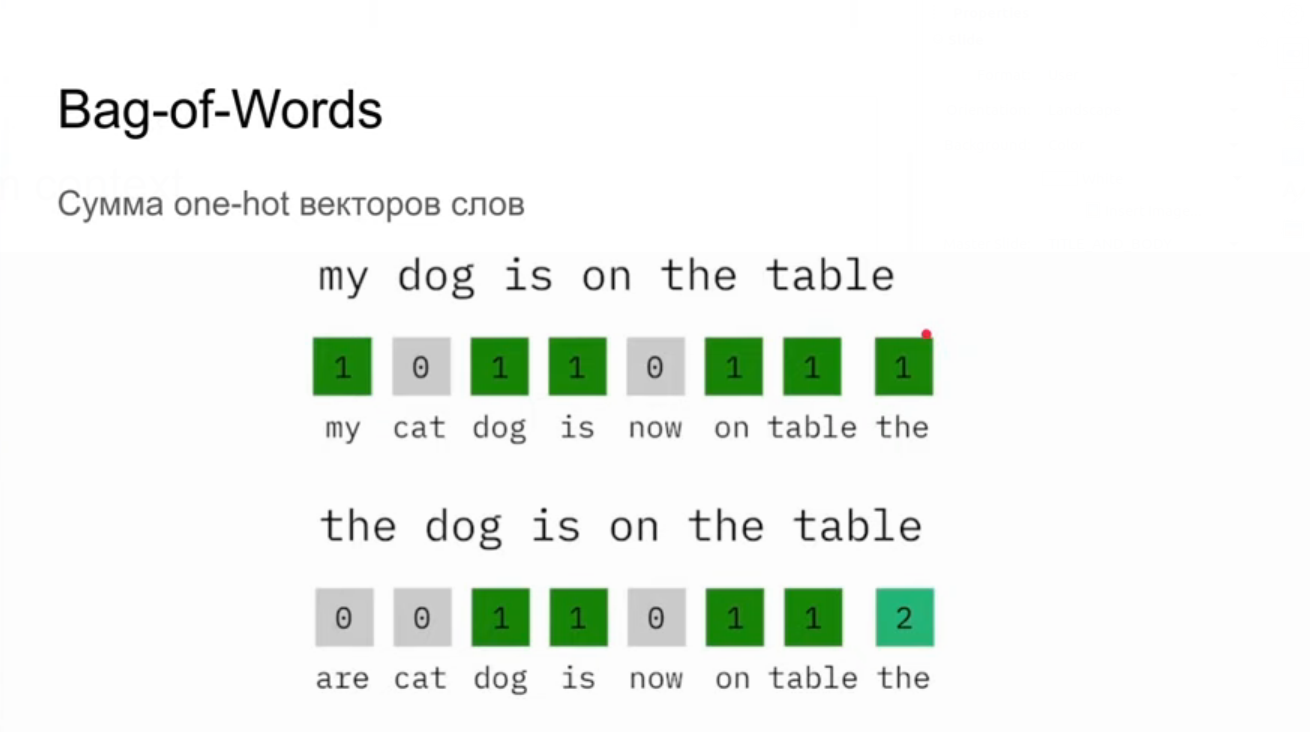 Bag-of-Words
Сумма one-hot векторов слов
my dog is on the table
1 0 1 1 0 1 1 1
my cat dog is now on table the
the dog is on the table
0 0 1 1 0 1 1 2
are cat dog is now on table the